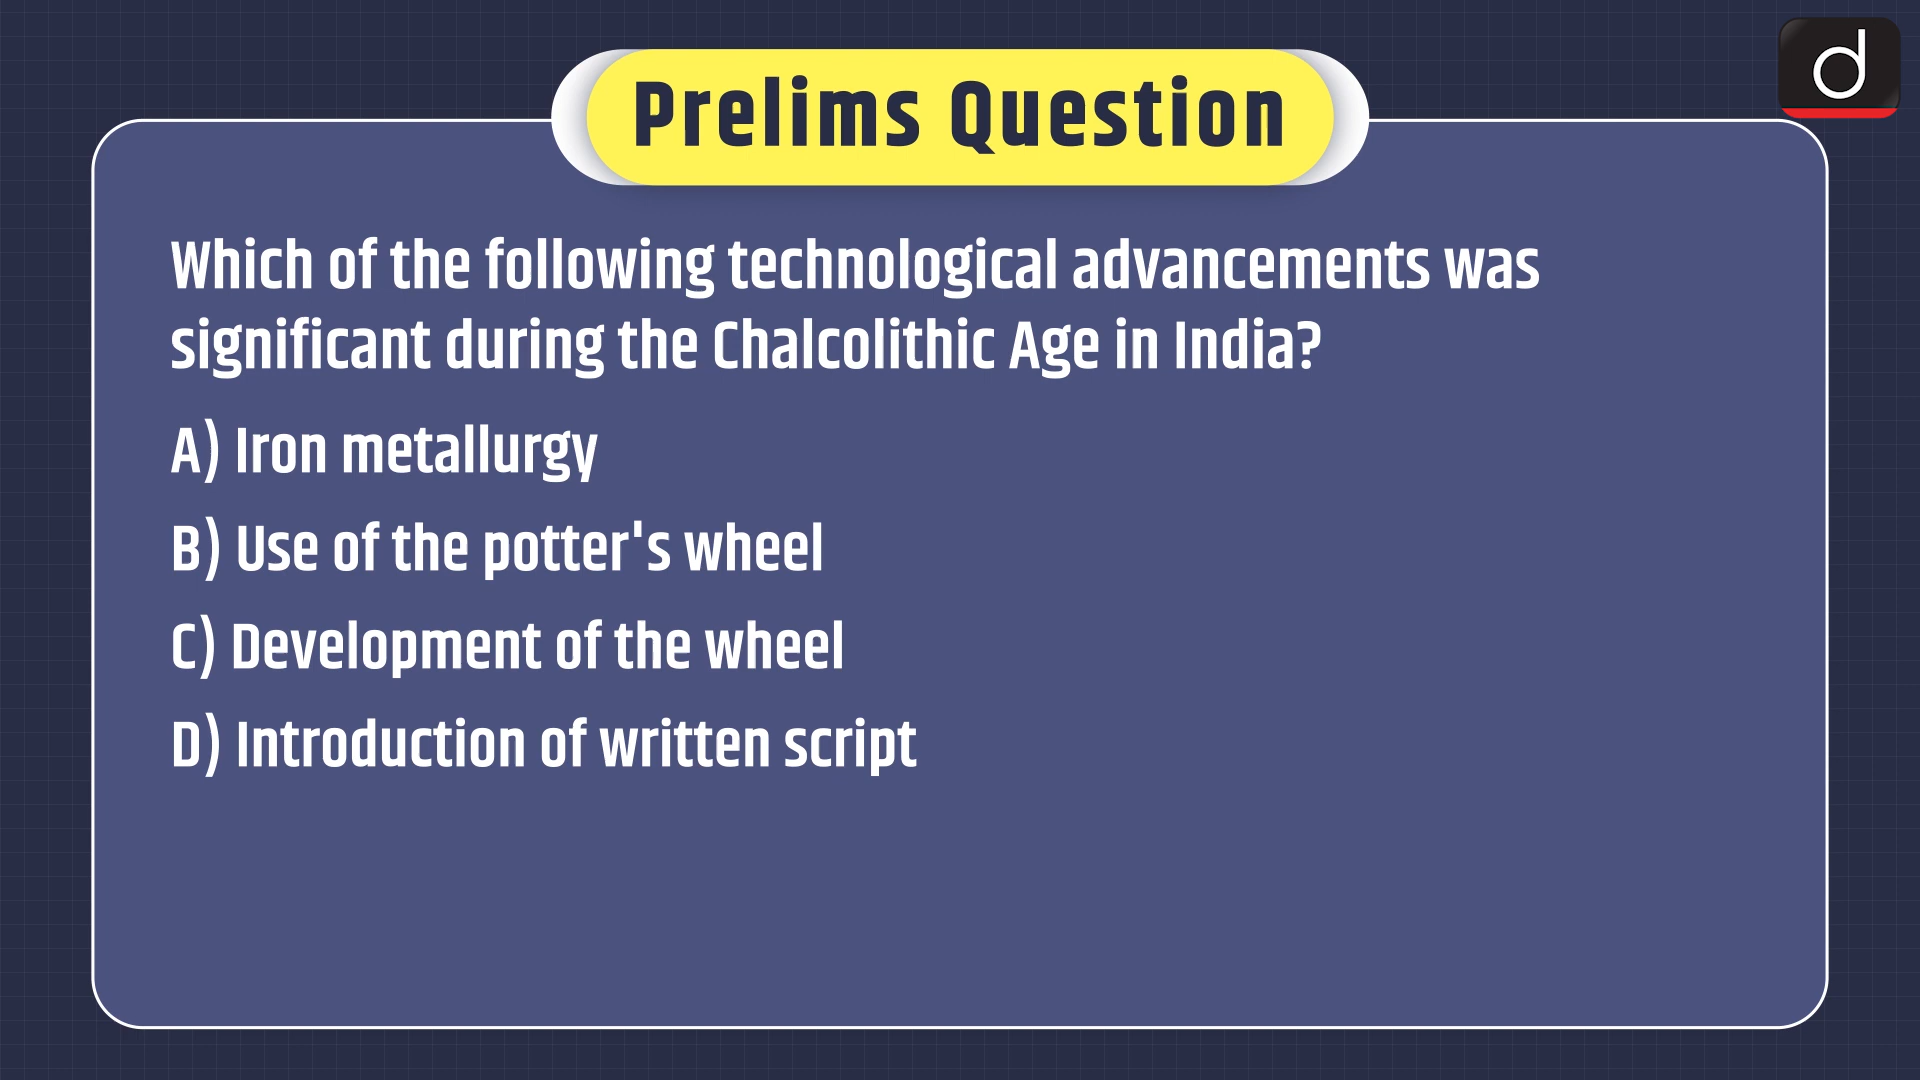 Prelims Question
d
Which of the following technological advancements was
significant during the Chalcolithic Age in India?
A) Iron metallurgy
B) Use of the potter's wheel
C) Development of the wheel
D) Introduction of written script